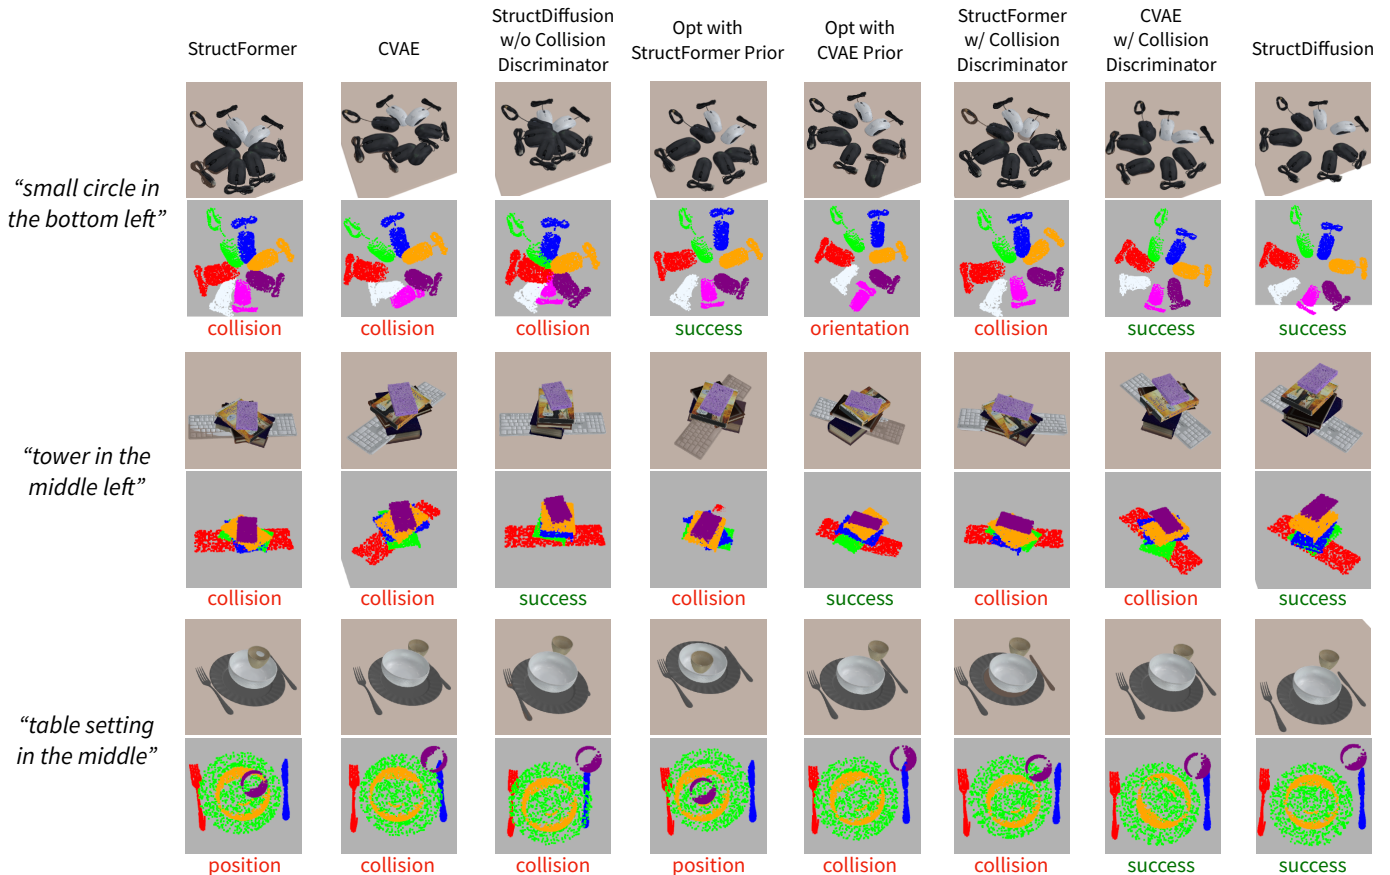 StructFormer
CVAE
StructDiffusion
w/o Collision
Discriminator
Opt with
StructFormer Prior
Opt with
CVAE Prior
StructFormer
w/ Collision
Discriminator
CVAE
w/ Collision
Discriminator
StructDiffusion
“small circle in
the bottom left”
collision
collision
collision
success
orientation
collision
success
success
“tower in the
middle left”
collision
collision
success
collision
success
collision
collision
success
“table setting
in the middle”
position
collision
collision
position
collision
collision
success
success